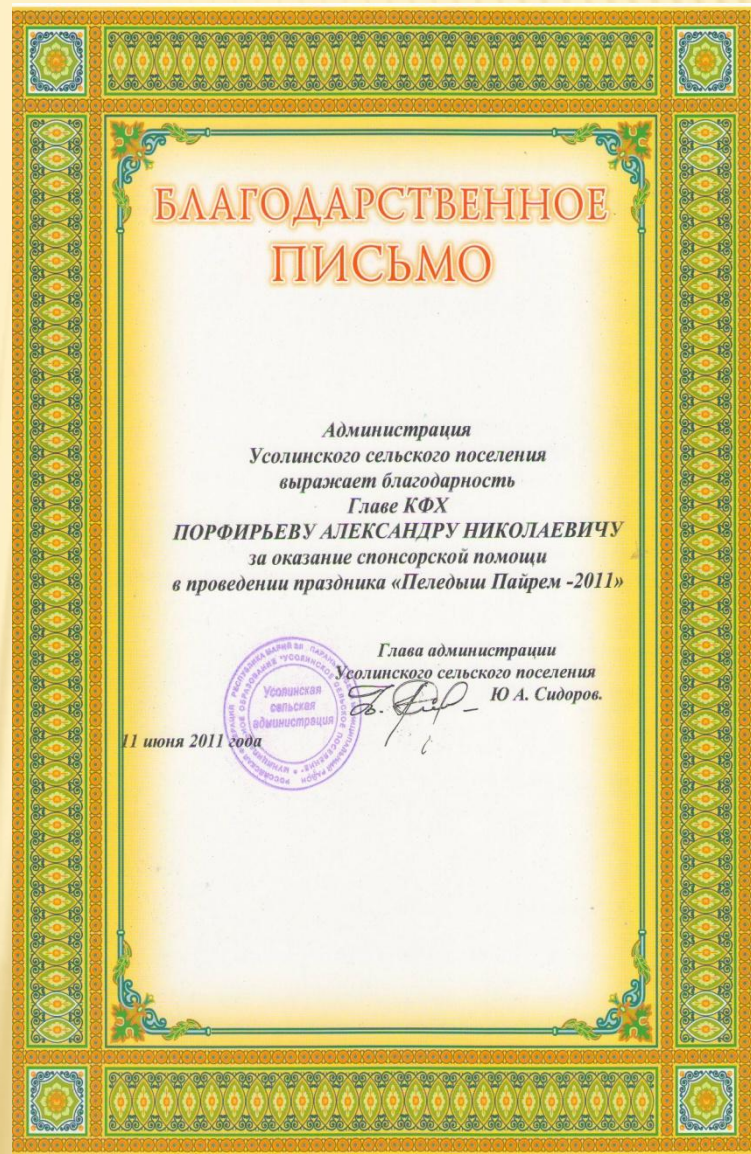 БЛАГОДАРСТВЕННОЕ
ПИСЬМО
Администрация
Усолинского сельского поселения
выражает благодарность
Главе КФХ
ПОРФИРЬЕВУ АЛЕКСАНДРУ НИКОЛАЕВИЧУ
за оказание спонсорской помощи
в проведении праздника «Пеледыш Пайрем -2011»
Глава администрации
Усолинского сельского поселения
Ю А. Сидоров.
Усолинская
сельская
администрация
11 июня 2011 года